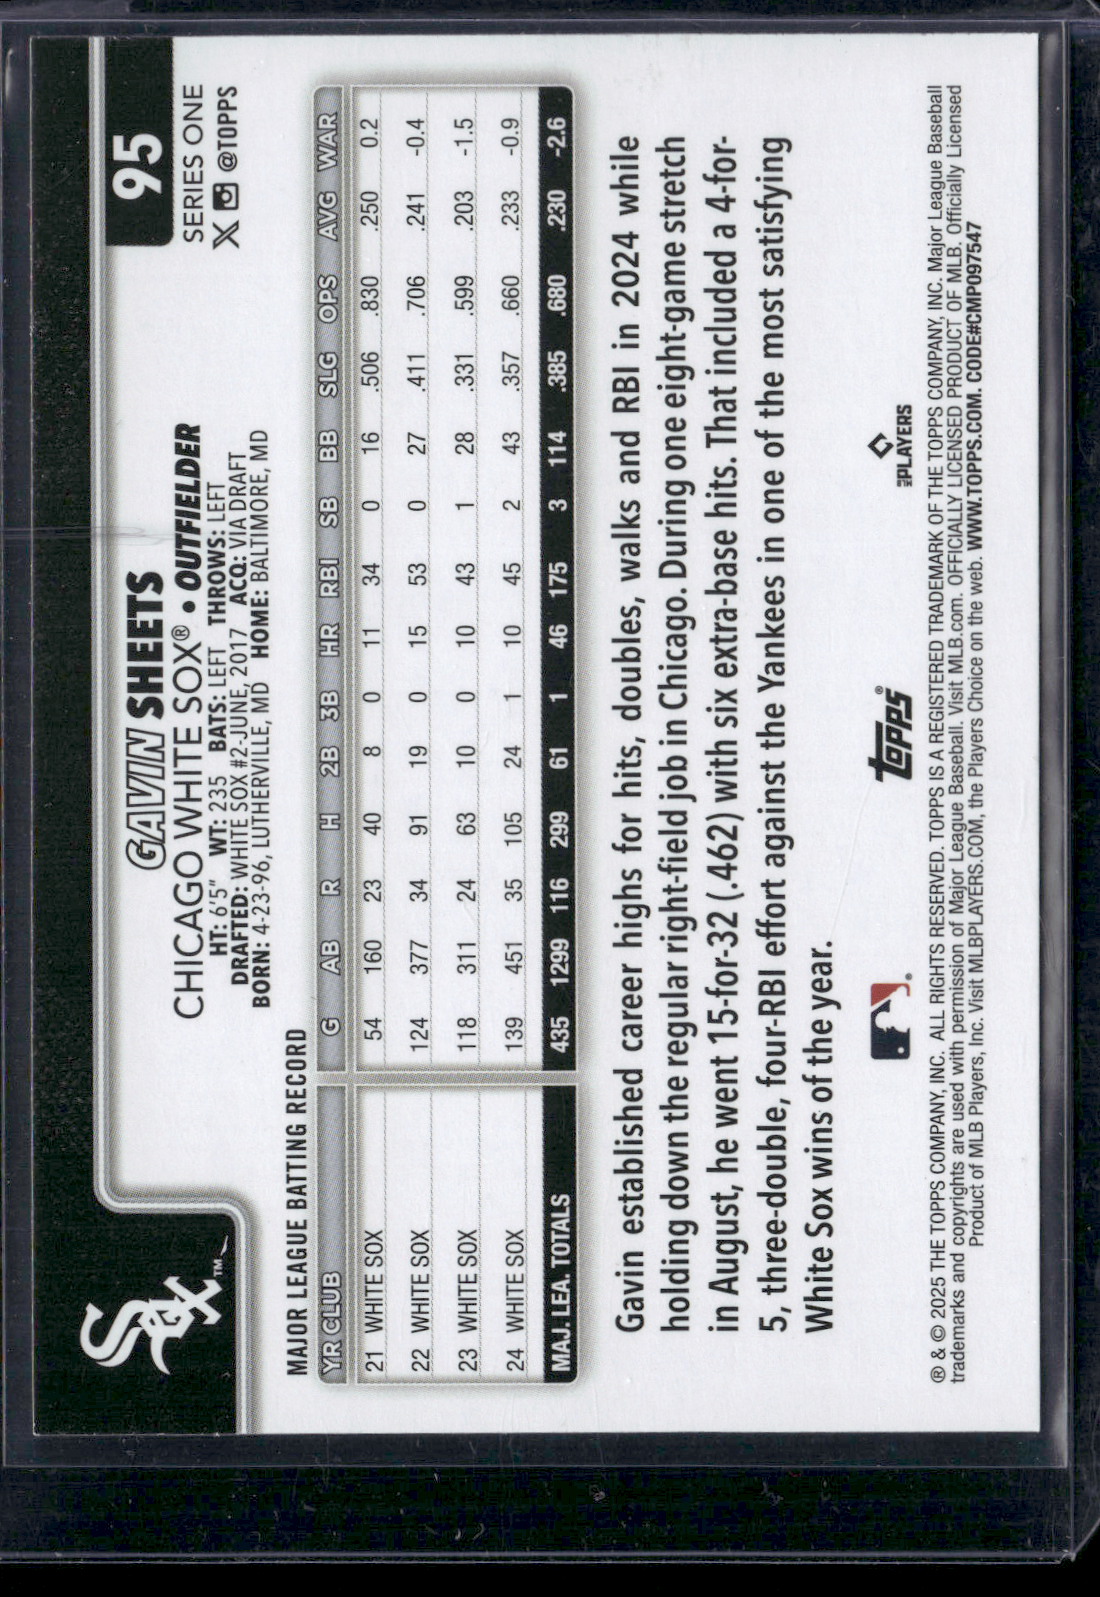 Sox™
95
SERIES ONE
X @TOPPS
GAVIN SHEETS
CHICAGO WHITE SOX® • OUTFIELDER
HT: 6'5" WT: 235 BATS: LEFT THROWS: LEFT
DRAFTED: WHITE SOX #2-JUNE, 2017 ACQ: VIA DRAFT
BORN: 4-23-96, LUTHERVILLE, MD HOME: BALTIMORE, MD
MAJOR LEAGUE BATTING RECORD
YR CLUB G AB R H 2B 3B HR RBI SB BB SLG OPS AVG WAR
21 WHITE SOX 54 160 23 40 8 0 11 34 0 16 .506 .830 .250 0.2
22 WHITE SOX 124 377 34 91 19 0 15 53 0 27 .411 .706 .241 -0.4
23 WHITE SOX 118 311 24 63 10 0 10 43 1 28 .331 .599 .203 -1.5
24 WHITE SOX 139 451 35 105 24 1 10 45 2 43 .357 .660 .233 -0.9
MAJ. LEA. TOTALS 435 1299 116 299 61 1 46 175 3 114 .385 .680 .230 -2.6
Gavin established career highs for hits, doubles, walks and RBI in 2024 while
holding down the regular right-field job in Chicago. During one eight-game stretch
in August, he went 15-for-32 (.462) with six extra-base hits. That included a 4-for-
5, three-double, four-RBI effort against the Yankees in one of the most satisfying
White Sox wins of the year.
topps®
MLB PLAYERS
® & © 2025 THE TOPPS COMPANY, INC. ALL RIGHTS RESERVED. TOPPS IS A REGISTERED TRADEMARK OF THE TOPPS COMPANY, INC. Major League Baseball
trademarks and copyrights are used with permission of Major League Baseball. Visit MLB.com. OFFICIALLY LICENSED PRODUCT OF MLB. Officially Licensed
Product of MLB Players, Inc. Visit MLBPLAYERS.COM, the Players Choice on the web. WWW.TOPPS.COM. CODE#CMP097547